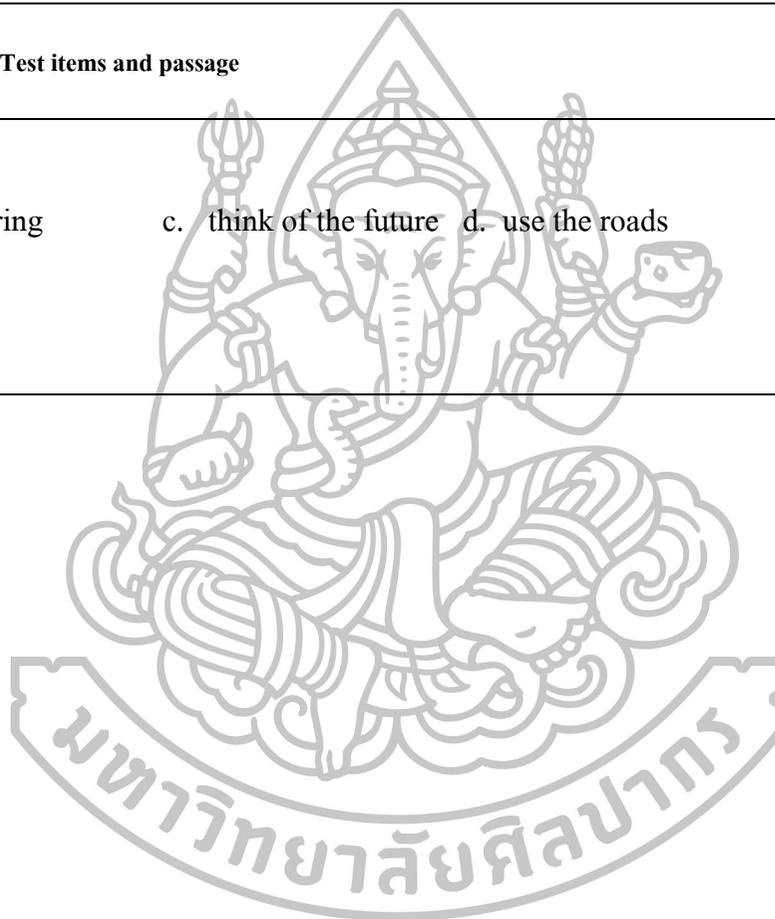 Test items and passage
ring c. think of the future d. use the roads
มหาวิทยาลัยศิลปากร